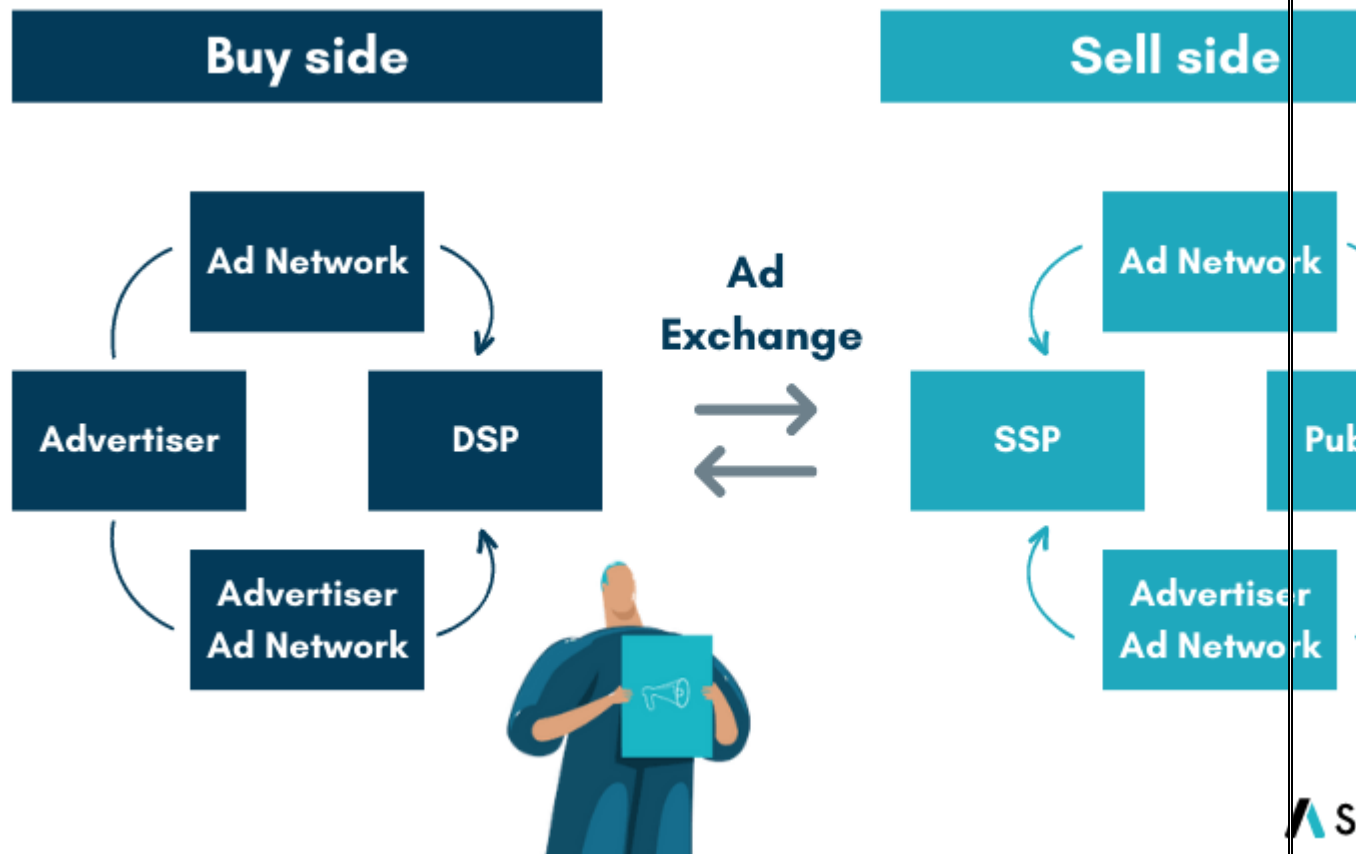 Buy side
Sell side
Ad Network
Ad
Exchange
Ad Network
Advertiser
DSP
SSP
Advertiser
Ad Network
Advertiser
Ad Network